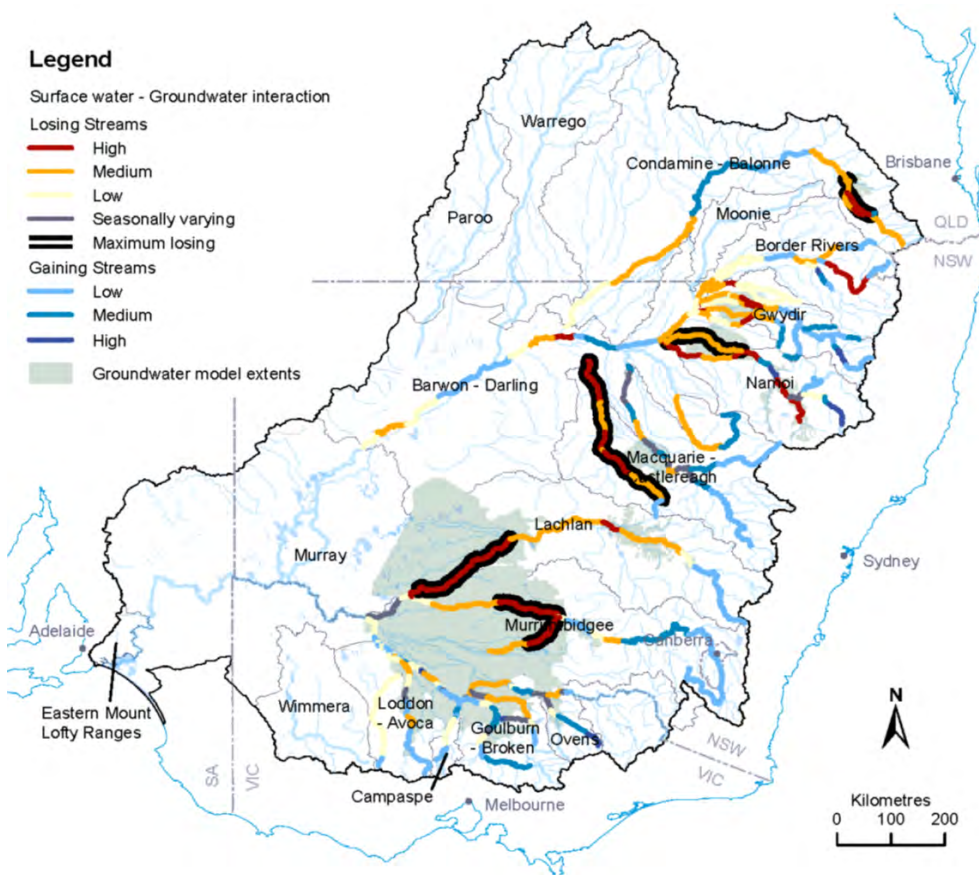 Legend
Surface water - Groundwater interaction
Losing Streams
High
Medium
Low
Seasonally varying
Maximum losing
Gaining Streams
Low
Medium
High
Groundwater model extents
Warrego
Condamine - Balonne
Brisbane
Paroo
Moonie
QLD
NSW
Border Rivers
Gwydir
Barwon - Darling
Namoi
Macquarie -
Castlereagh
Lachlan
Murray
Sydney
Adelaide
Murrumbidgee
Canberra
Eastern Mount
Lofty Ranges
Wimmera
Loddon
- Avoca
Goulburn
- Broken
Ovens
N
NSW
VIC
SA
VIC
Campaspe
Melbourne
Kilometres
0 100 200